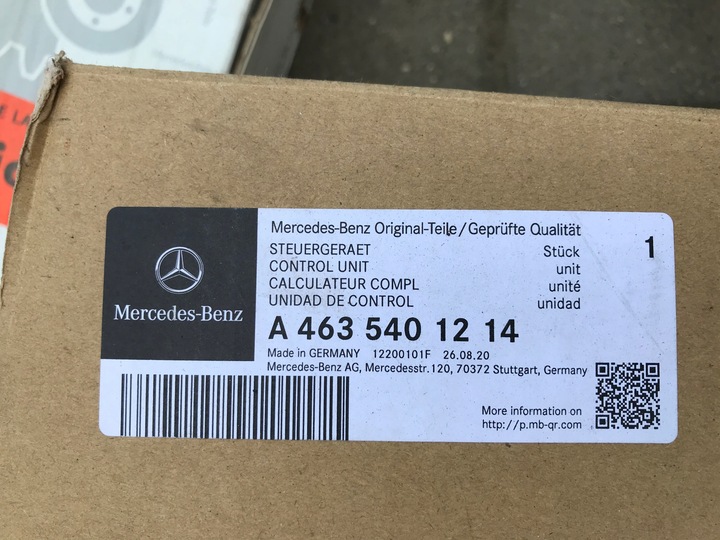 E LA
Mercedes-Benz
Mercedes-Benz Original-Teile/Geprüfte Qualität
STEUERGERAET Stück 1
CONTROL UNIT unit
CALCULATEUR COMPL unité
UNIDAD DE CONTROL unidad
A 463 540 12 14
Made in GERMANY 12200101F 26.08.20
Mercedes-Benz AG, Mercedesstr. 120, 70372 Stuttgart, Germany
More information on
http://p.mb-qr.com